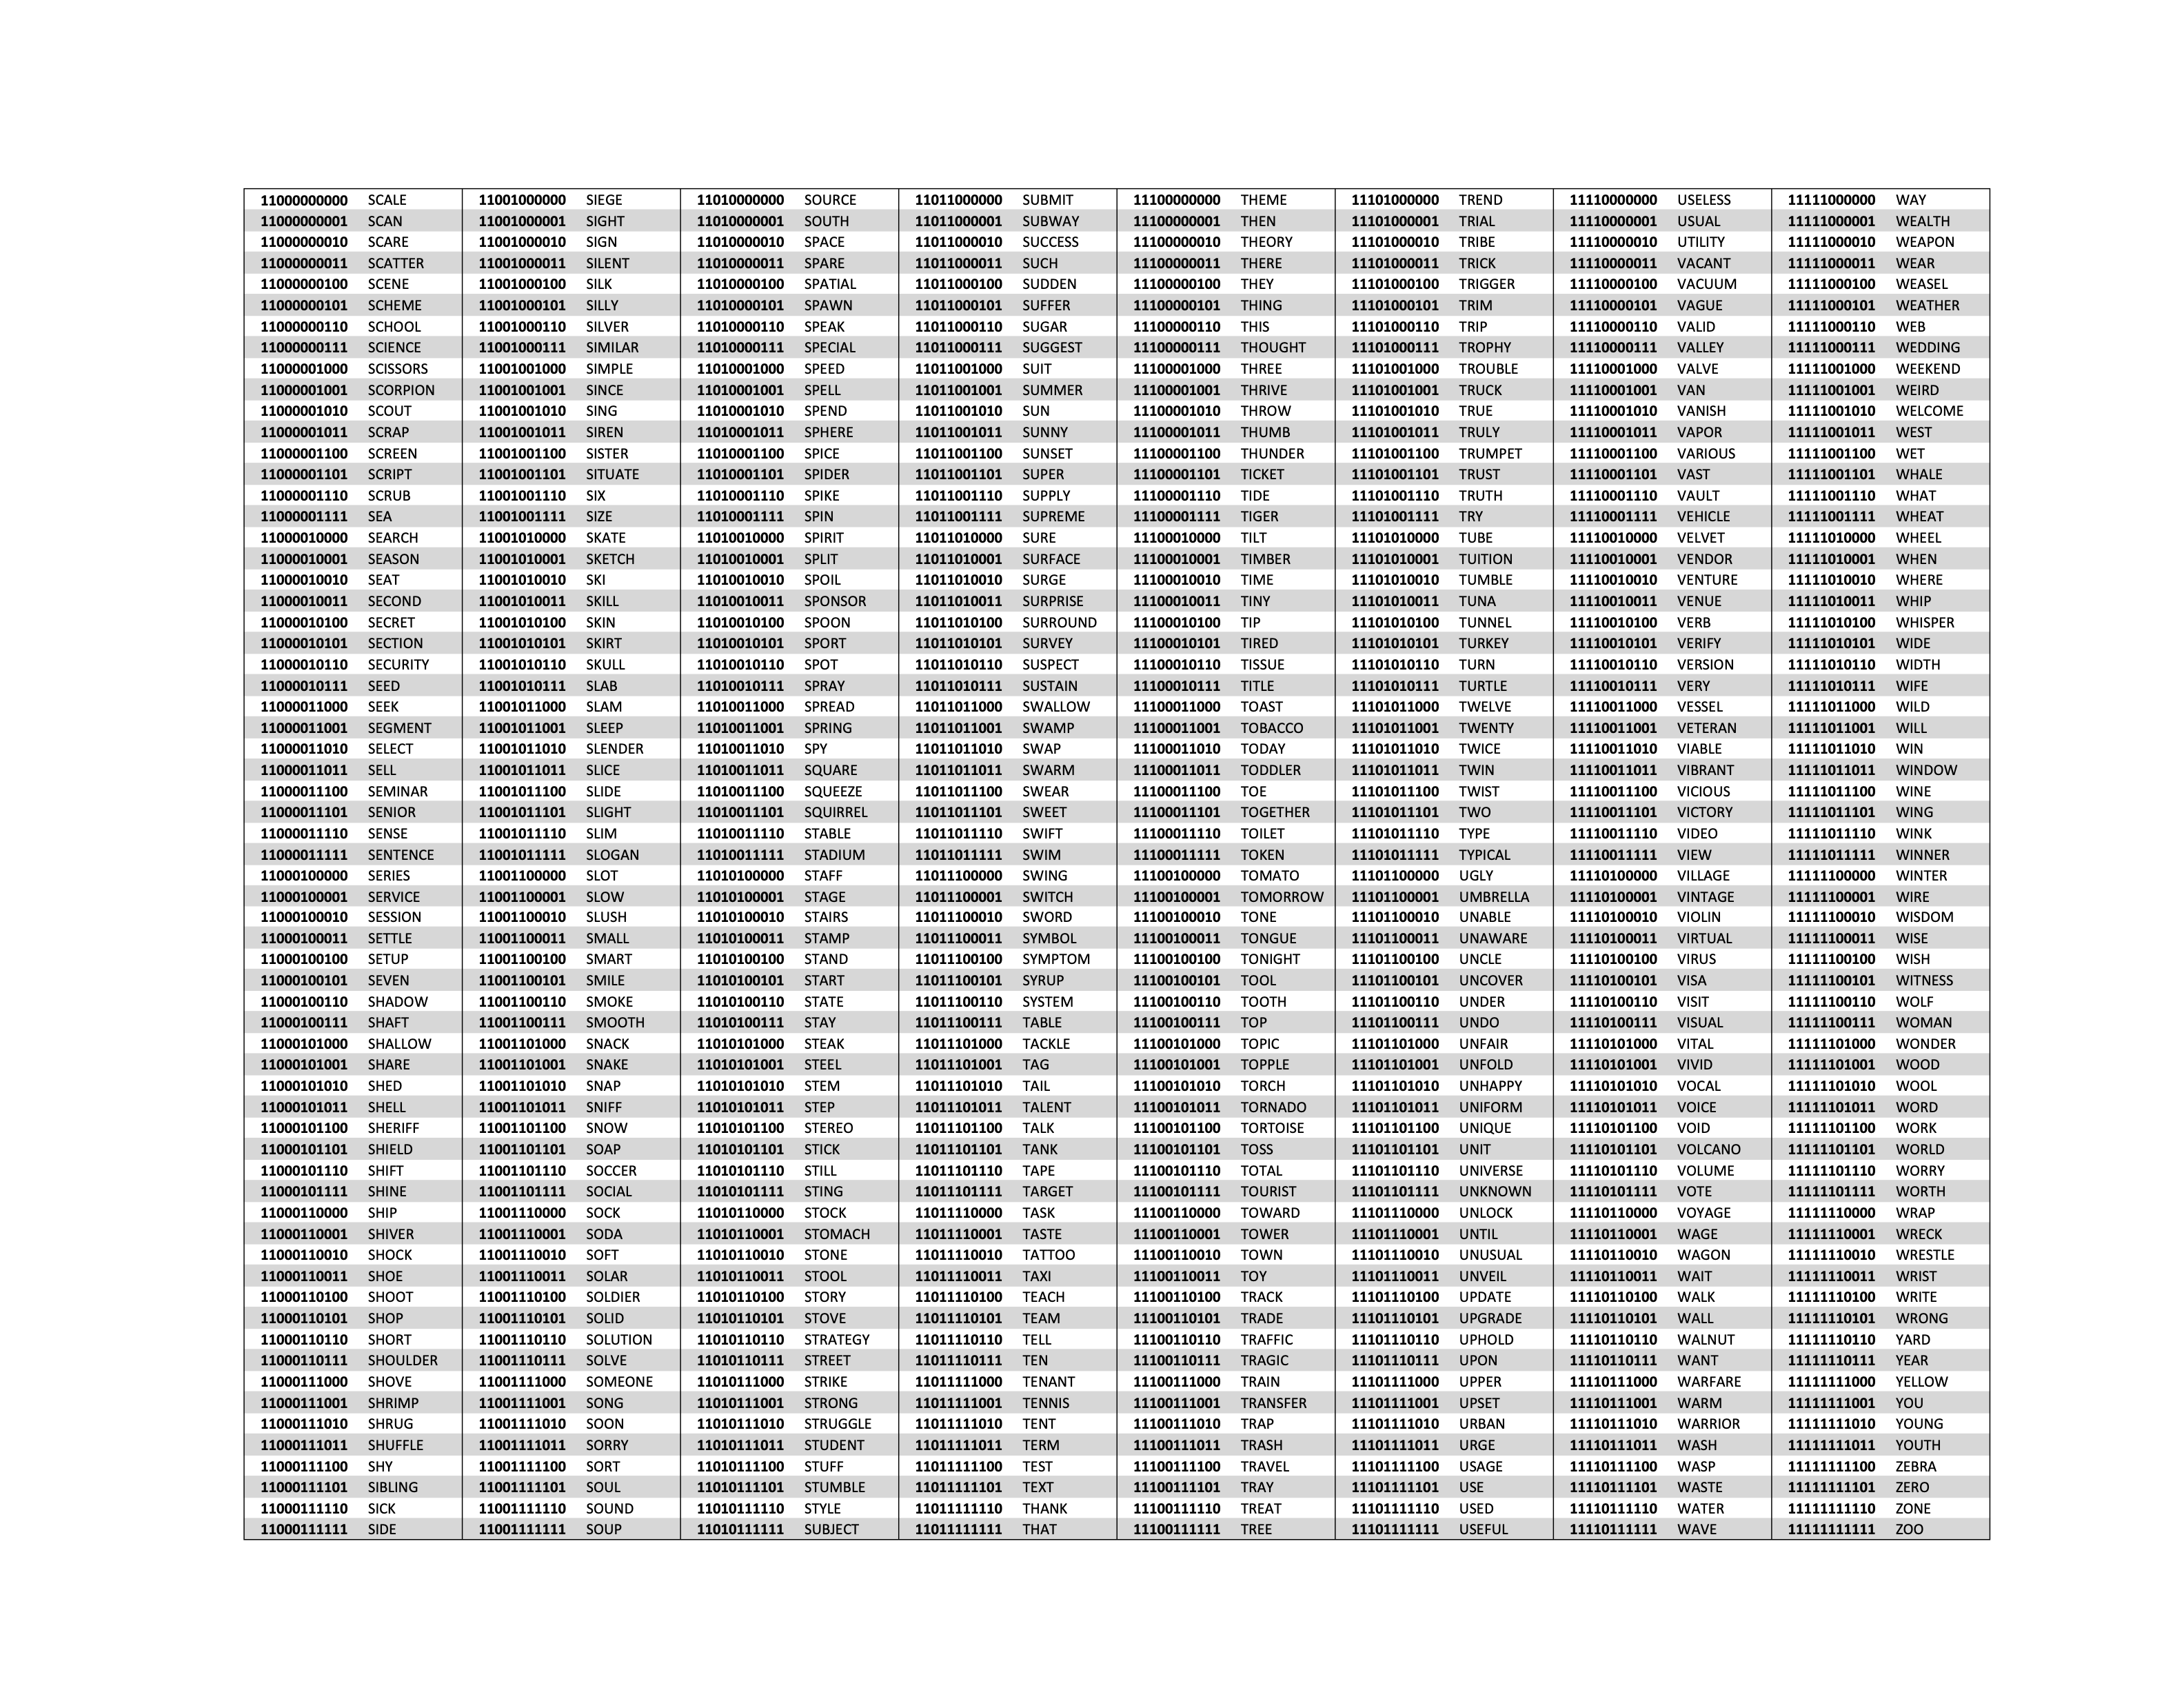 11000000000 SCALE 11001000000 SIEGE 11010000000 SOURCE 11011000000 SUBMIT 11100000000 THEME 11101000000 TREND 11110000000 USELESS 11111000000 WAY
11000000001 SCAN 11001000001 SIGHT 11010000001 SOUTH 11011000001 SUBWAY 11100000001 THEN 11101000001 TRIAL 11110000001 USUAL 11111000001 WEALTH
11000000010 SCARE 11001000010 SIGN 11010000010 SPACE 11011000010 SUCCESS 11100000010 THEORY 11101000010 TRIBE 11110000010 UTILITY 11111000010 WEAPON
11000000011 SCATTER 11001000011 SILENT 11010000011 SPARE 11011000011 SUCH 11100000011 THERE 11101000011 TRICK 11110000011 VACANT 11111000011 WEAR
11000000100 SCENE 11001000100 SILK 11010000100 SPATIAL 11011000100 SUDDEN 11100000100 THEY 11101000100 TRIGGER 11110000100 VACUUM 11111000100 WEASEL
11000000101 SCHEME 11001000101 SILLY 11010000101 SPAWN 11011000101 SUFFER 11100000101 THING 11101000101 TRIM 11110000101 VAGUE 11111000101 WEATHER
11000000110 SCHOOL 11001000110 SILVER 11010000110 SPEAK 11011000110 SUGAR 11100000110 THIS 11101000110 TRIP 11110000110 VALID 11111000110 WEB
11000000111 SCIENCE 11001000111 SIMILAR 11010000111 SPECIAL 11011000111 SUGGEST 11100000111 THOUGHT 11101000111 TROPHY 11110000111 VALLEY 11111000111 WEDDING
11000001000 SCISSORS 11001001000 SIMPLE 11010001000 SPEED 11011001000 SUIT 11100001000 THREE 11101001000 TROUBLE 11110001000 VALVE 11111001000 WEEKEND
11000001001 SCORPION 11001001001 SINCE 11010001001 SPELL 11011001001 SUMMER 11100001001 THRIVE 11101001001 TRUCK 11110001001 VAN 11111001001 WEIRD
11000001010 SCOUT 11001001010 SING 11010001010 SPEND 11011001010 SUN 11100001010 THROW 11101001010 TRUE 11110001010 VANISH 11111001010 WELCOME
11000001011 SCRAP 11001001011 SIREN 11010001011 SPHERE 11011001011 SUNNY 11100001011 THUMB 11101001011 TRULY 11110001011 VAPOR 11111001011 WEST
11000001100 SCREEN 11001001100 SISTER 11010001100 SPICE 11011001100 SUNSET 11100001100 THUNDER 11101001100 TRUMPET 11110001100 VARIOUS 11111001100 WET
11000001101 SCRIPT 11001001101 SITUATE 11010001101 SPIDER 11011001101 SUPER 11100001101 TICKET 11101001101 TRUST 11110001101 VAST 11111001101 WHALE
11000001110 SCRUB 11001001110 SIX 11010001110 SPIKE 11011001110 SUPPLY 11100001110 TIDE 11101001110 TRUTH 11110001110 VAULT 11111001110 WHAT
11000001111 SEA 11001001111 SIZE 11010001111 SPIN 11011001111 SUPREME 11100001111 TIGER 11101001111 TRY 11110001111 VEHICLE 11111001111 WHEAT
11000010000 SEARCH 11001010000 SKATE 11010010000 SPIRIT 11011010000 SURE 11100010000 TILT 11101010000 TUBE 11110010000 VELVET 11111010000 WHEEL
11000010001 SEASON 11001010001 SKETCH 11010010001 SPLIT 11011010001 SURFACE 11100010001 TIMBER 11101010001 TUITION 11110010001 VENDOR 11111010001 WHEN
11000010010 SEAT 11001010010 SKI 11010010010 SPOIL 11011010010 SURGE 11100010010 TIME 11101010010 TUMBLE 11110010010 VENTURE 11111010010 WHERE
11000010011 SECOND 11001010011 SKILL 11010010011 SPONSOR 11011010011 SURPRISE 11100010011 TINY 11101010011 TUNA 11110010011 VENUE 11111010011 WHIP
11000010100 SECRET 11001010100 SKIN 11010010100 SPOON 11011010100 SURROUND 11100010100 TIP 11101010100 TUNNEL 11110010100 VERB 11111010100 WHISPER
11000010101 SECTION 11001010101 SKIRT 11010010101 SPORT 11011010101 SURVEY 11100010101 TIRED 11101010101 TURKEY 11110010101 VERIFY 11111010101 WIDE
11000010110 SECURITY 11001010110 SKULL 11010010110 SPOT 11011010110 SUSPECT 11100010110 TISSUE 11101010110 TURN 11110010110 VERSION 11111010110 WIDTH
11000010111 SEED 11001010111 SLAB 11010010111 SPRAY 11011010111 SUSTAIN 11100010111 TITLE 11101010111 TURTLE 11110010111 VERY 11111010111 WIFE
11000011000 SEEK 11001011000 SLAM 11010011000 SPREAD 11011011000 SWALLOW 11100011000 TOAST 11101011000 TWELVE 11110011000 VESSEL 11111011000 WILD
11000011001 SEGMENT 11001011001 SLEEP 11010011001 SPRING 11011011001 SWAMP 11100011001 TOBACCO 11101011001 TWENTY 11110011001 VETERAN 11111011001 WILL
11000011010 SELECT 11001011010 SLENDER 11010011010 SPY 11011011010 SWAP 11100011010 TODAY 11101011010 TWICE 11110011010 VIABLE 11111011010 WIN
11000011011 SELL 11001011011 SLICE 11010011011 SQUARE 11011011011 SWARM 11100011011 TODDLER 11101011011 TWIN 11110011011 VIBRANT 11111011011 WINDOW
11000011100 SEMINAR 11001011100 SLIDE 11010011100 SQUEEZE 11011011100 SWEAR 11100011100 TOE 11101011100 TWIST 11110011100 VICIOUS 11111011100 WINE
11000011101 SENIOR 11001011101 SLIGHT 11010011101 SQUIRREL 11011011101 SWEET 11100011101 TOGETHER 11101011101 TWO 11110011101 VICTORY 11111011101 WING
11000011110 SENSE 11001011110 SLIM 11010011110 STABLE 11011011110 SWIFT 11100011110 TOILET 11101011110 TYPE 11110011110 VIDEO 11111011110 WINK
11000011111 SENTENCE 11001011111 SLOGAN 11010011111 STADIUM 11011011111 SWIM 11100011111 TOKEN 11101011111 TYPICAL 11110011111 VIEW 11111011111 WINNER
11000100000 SERIES 11001100000 SLOT 11010100000 STAFF 11011100000 SWING 11100100000 TOMATO 11101100000 UGLY 11110100000 VILLAGE 11111100000 WINTER
11000100001 SERVICE 11001100001 SLOW 11010100001 STAGE 11011100001 SWITCH 11100100001 TOMORROW 11101100001 UMBRELLA 11110100001 VINTAGE 11111100001 WIRE
11000100010 SESSION 11001100010 SLUSH 11010100010 STAIRS 11011100010 SWORD 11100100010 TONE 11101100010 UNABLE 11110100010 VIOLIN 11111100010 WISDOM
11000100011 SETTLE 11001100011 SMALL 11010100011 STAMP 11011100011 SYMBOL 11100100011 TONGUE 11101100011 UNAWARE 11110100011 VIRTUAL 11111100011 WISE
11000100100 SETUP 11001100100 SMART 11010100100 STAND 11011100100 SYMPTOM 11100100100 TONIGHT 11101100100 UNCLE 11110100100 VIRUS 11111100100 WISH
11000100101 SEVEN 11001100101 SMILE 11010100101 START 11011100101 SYRUP 11100100101 TOOL 11101100101 UNCOVER 11110100101 VISA 11111100101 WITNESS
11000100110 SHADOW 11001100110 SMOKE 11010100110 STATE 11011100110 SYSTEM 11100100110 TOOTH 11101100110 UNDER 11110100110 VISIT 11111100110 WOLF
11000100111 SHAFT 11001100111 SMOOTH 11010100111 STAY 11011100111 TABLE 11100100111 TOP 11101100111 UNDO 11110100111 VISUAL 11111100111 WOMAN
11000101000 SHALLOW 11001101000 SNACK 11010101000 STEAK 11011101000 TACKLE 11100101000 TOPIC 11101101000 UNFAIR 11110101000 VITAL 11111101000 WONDER
11000101001 SHARE 11001101001 SNAKE 11010101001 STEEL 11011101001 TAG 11100101001 TOPPLE 11101101001 UNFOLD 11110101001 VIVID 11111101001 WOOD
11000101010 SHED 11001101010 SNAP 11010101010 STEM 11011101010 TAIL 11100101010 TORCH 11101101010 UNHAPPY 11110101010 VOCAL 11111101010 WOOL
11000101011 SHELL 11001101011 SNIFF 11010101011 STEP 11011101011 TALENT 11100101011 TORNADO 11101101011 UNIFORM 11110101011 VOICE 11111101011 WORD
11000101100 SHERIFF 11001101100 SNOW 11010101100 STEREO 11011101100 TALK 11100101100 TORTOISE 11101101100 UNIQUE 11110101100 VOID 11111101100 WORK
11000101101 SHIELD 11001101101 SOAP 11010101101 STICK 11011101101 TANK 11100101101 TOSS 11101101101 UNIT 11110101101 VOLCANO 11111101101 WORLD
11000101110 SHIFT 11001101110 SOCCER 11010101110 STILL 11011101110 TAPE 11100101110 TOTAL 11101101110 UNIVERSE 11110101110 VOLUME 11111101110 WORRY
11000101111 SHINE 11001101111 SOCIAL 11010101111 STING 11011101111 TARGET 11100101111 TOURIST 11101101111 UNKNOWN 11110101111 VOTE 11111101111 WORTH
11000110000 SHIP 11001110000 SOCK 11010110000 STOCK 11011110000 TASK 11100110000 TOWARD 11101110000 UNLOCK 11110110000 VOYAGE 11111110000 WRAP
11000110001 SHIVER 11001110001 SODA 11010110001 STOMACH 11011110001 TASTE 11100110001 TOWER 11101110001 UNTIL 11110110001 WAGE 11111110001 WRECK
11000110010 SHOCK 11001110010 SOFT 11010110010 STONE 11011110010 TATTOO 11100110010 TOWN 11101110010 UNUSUAL 11110110010 WAGON 11111110010 WRESTLE
11000110011 SHOE 11001110011 SOLAR 11010110011 STOOL 11011110011 TAXI 11100110011 TOY 11101110011 UNVEIL 11110110011 WAIT 11111110011 WRIST
11000110100 SHOOT 11001110100 SOLDIER 11010110100 STORY 11011110100 TEACH 11100110100 TRACK 11101110100 UPDATE 11110110100 WALK 11111110100 WRITE
11000110101 SHOP 11001110101 SOLID 11010110101 STOVE 11011110101 TEAM 11100110101 TRADE 11101110101 UPGRADE 11110110101 WALL 11111110101 WRONG
11000110110 SHORT 11001110110 SOLUTION 11010110110 STRATEGY 11011110110 TELL 11100110110 TRAFFIC 11101110110 UPHOLD 11110110110 WALNUT 11111110110 YARD
11000110111 SHOULDER 11001110111 SOLVE 11010110111 STREET 11011110111 TEN 11100110111 TRAGIC 11101110111 UPON 11110110111 WANT 11111110111 YEAR
11000111000 SHOVE 11001111000 SOMEONE 11010111000 STRIKE 11011111000 TENANT 11100111000 TRAIN 11101111000 UPPER 11110111000 WARFARE 11111111000 YELLOW
11000111001 SHRIMP 11001111001 SONG 11010111001 STRONG 11011111001 TENNIS 11100111001 TRANSFER 11101111001 UPSET 11110111001 WARM 11111111001 YOU
11000111010 SHRUG 11001111010 SOON 11010111010 STRUGGLE 11011111010 TENT 11100111010 TRAP 11101111010 URBAN 11110111010 WARRIOR 11111111010 YOUNG
11000111011 SHUFFLE 11001111011 SORRY 11010111011 STUDENT 11011111011 TERM 11100111011 TRASH 11101111011 URGE 11110111011 WASH 11111111011 YOUTH
11000111100 SHY 11001111100 SORT 11010111100 STUFF 11011111100 TEST 11100111100 TRAVEL 11101111100 USAGE 11110111100 WASP 11111111100 ZEBRA
11000111101 SIBLING 11001111101 SOUL 11010111101 STUMBLE 11011111101 TEXT 11100111101 TRAY 11101111101 USE 11110111101 WASTE 11111111101 ZERO
11000111110 SICK 11001111110 SOUND 11010111110 STYLE 11011111110 THANK 11100111110 TREAT 11101111110 USED 11110111110 WATER 11111111110 ZONE
11000111111 SIDE 11001111111 SOUP 11010111111 SUBJECT 11011111111 THAT 11100111111 TREE 11101111111 USEFUL 11110111111 WAVE 11111111111 ZOO